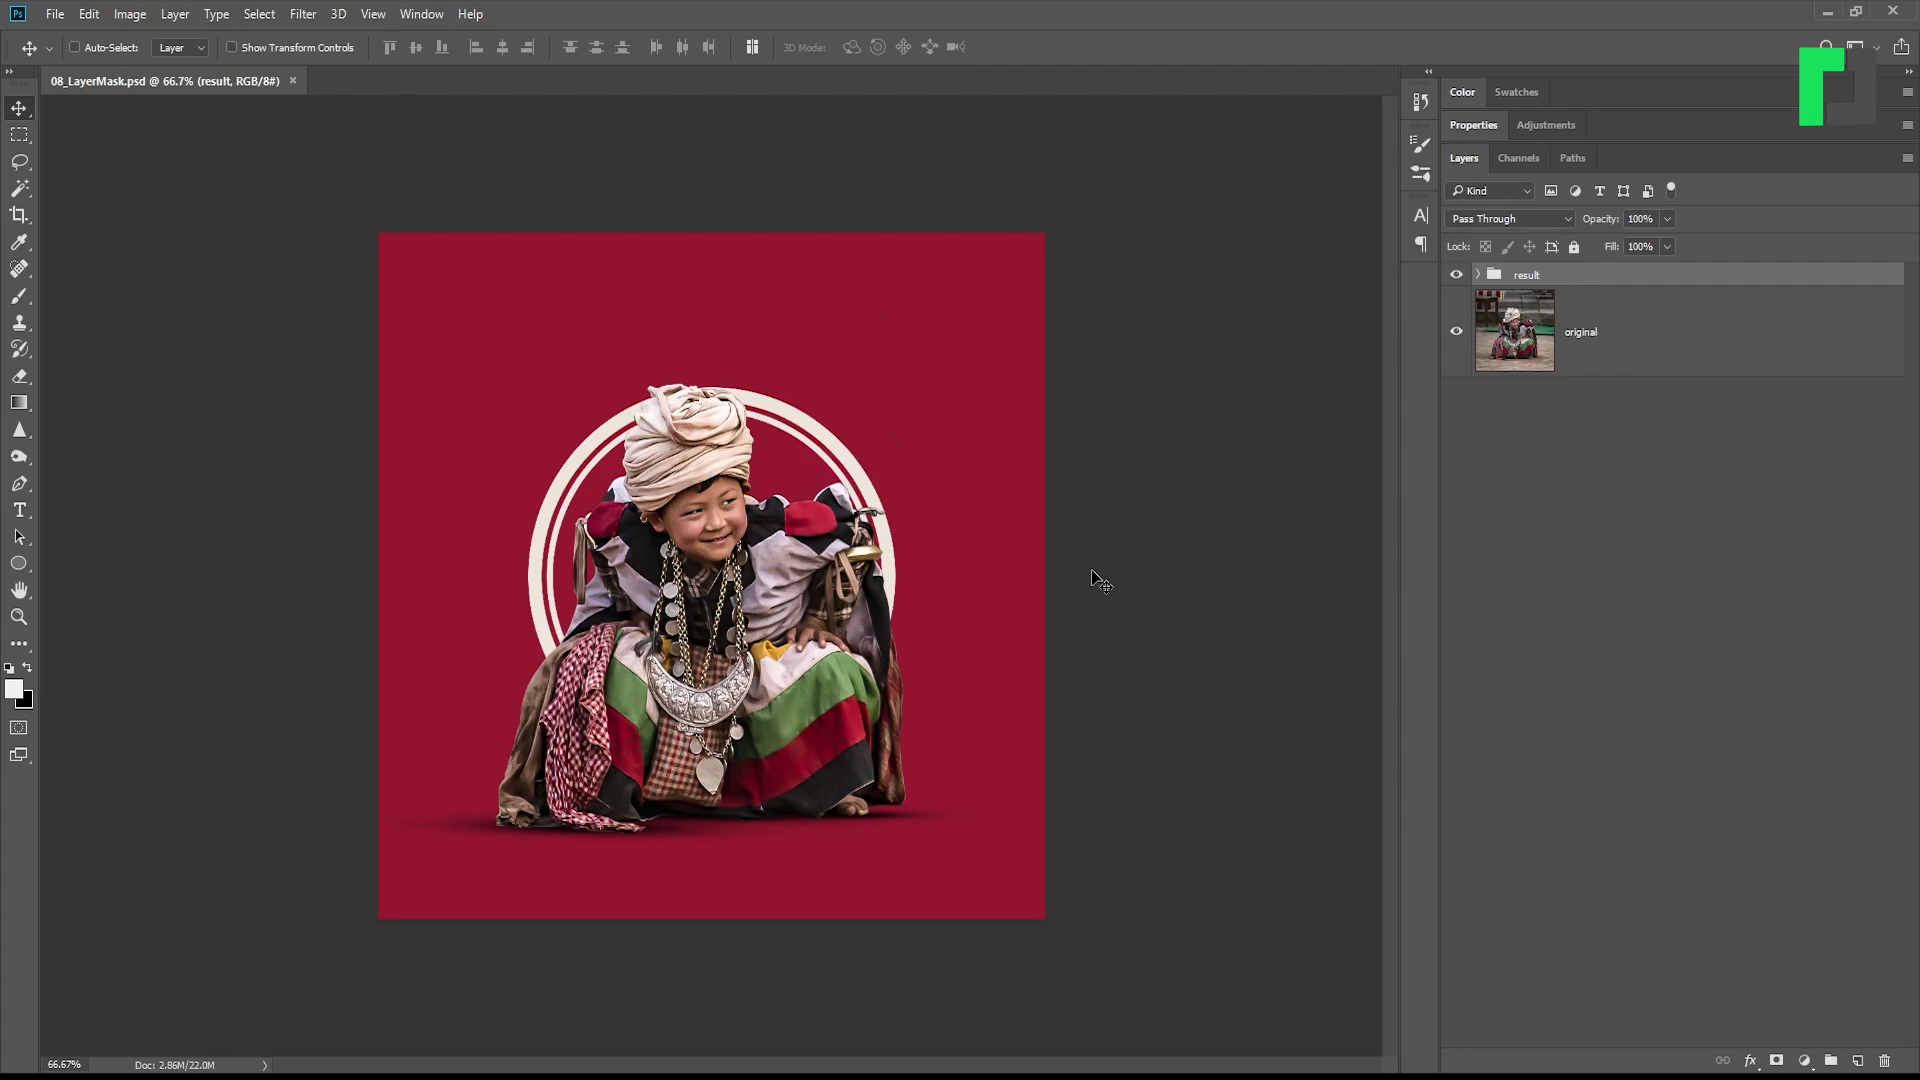 Ps File Edit Image Layer Type Select Filter 3D View Window Help
Auto-Select: Layer Show Transform Controls 3D Mode:
08_LayerMask.psd @ 66.7% (result, RGB/8#) ×
Color Swatches
Properties Adjustments
Layers Channels Paths
Kind
Pass Through Opacity: 100%
Lock: Fill: 100%
result
original
66.67% Doc: 2.86M/22.0M
fx